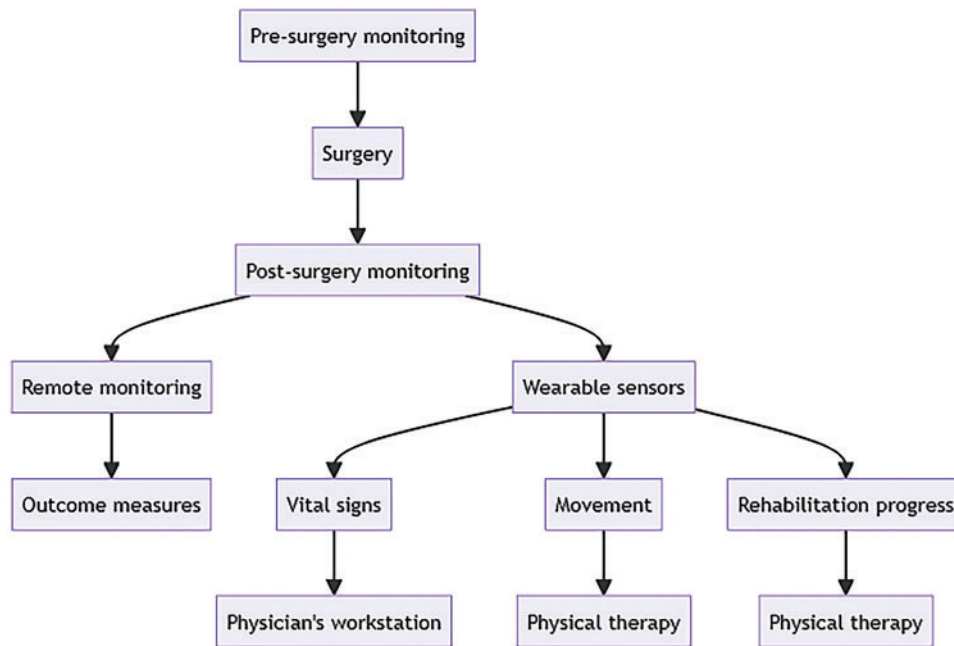 Pre-surgery monitoring
Surgery
Post-surgery monitoring
Remote monitoring
Wearable sensors
Outcome measures
Vital signs
Movement
Rehabilitation progress
Physician's workstation
Physical therapy
Physical therapy